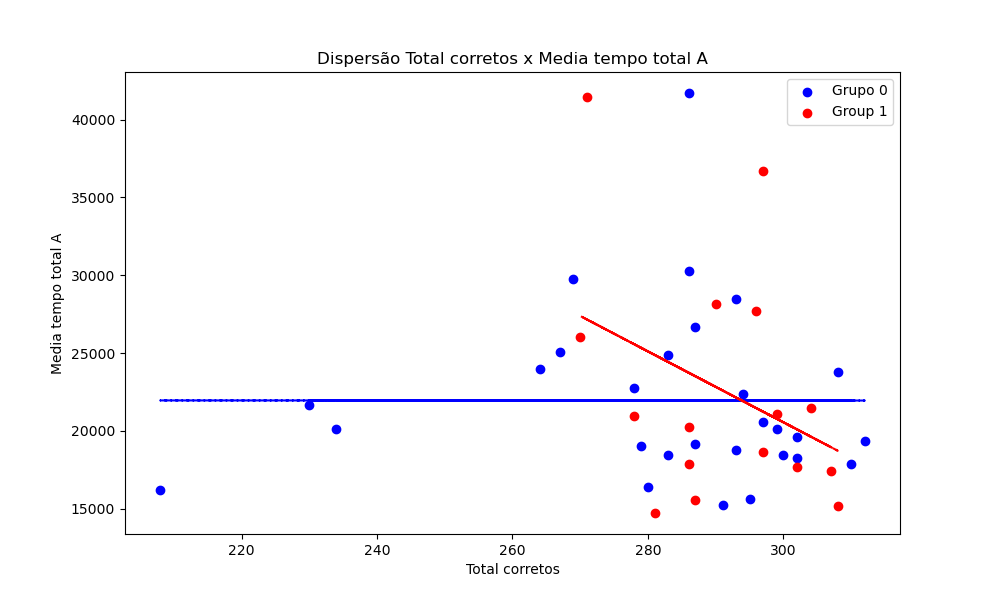 Dispersão Total corretos x Media tempo total A
Grupo 0
Group 1
40000
35000
30000
25000
20000
15000
Media tempo total A
220
240
260
280
300
Total corretos